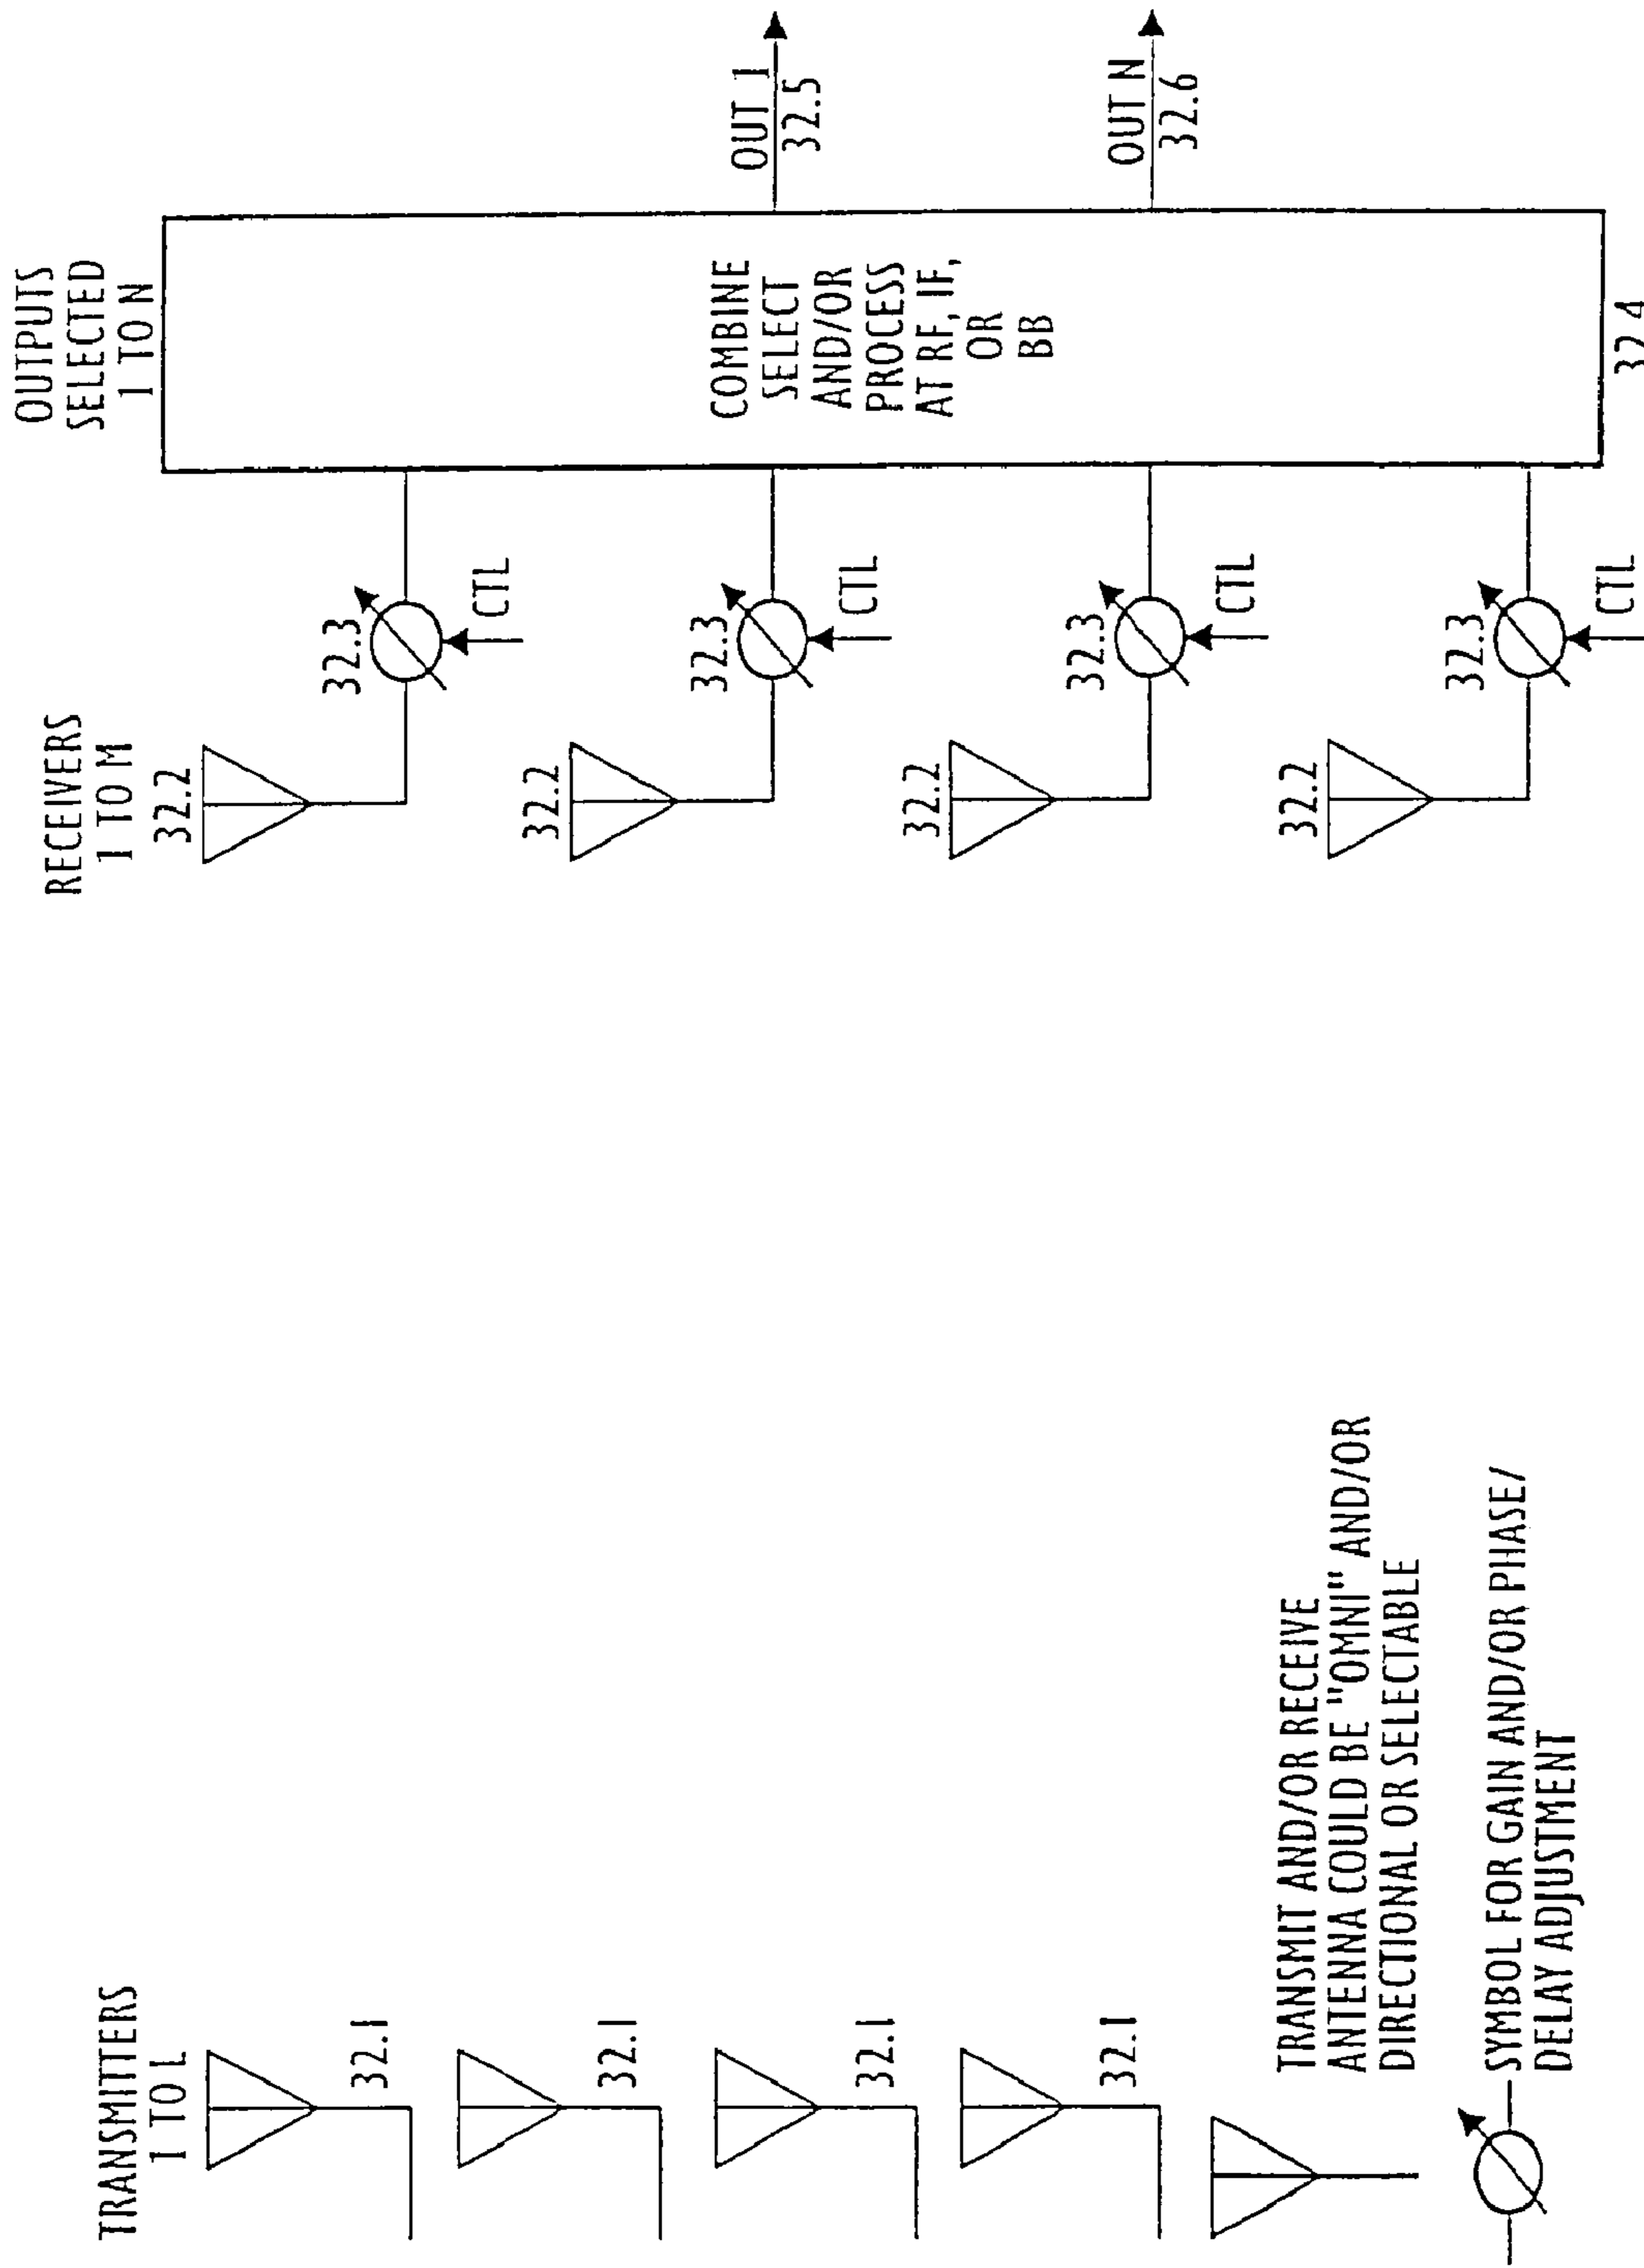 TRANSMITTERS
1 TO L
32.1
32.1
32.1
32.1
TRANSMIT AND/OR RECEIVE
ANTENNA COULD BE "OMNI" AND/OR
DIRECTIONAL OR SELECTABLE
SYMBOL FOR GAIN AND/OR PHASE/
DELAY ADJUSTMENT
RECEIVERS
1 TO M
32.2
32.2
32.2
32.2
32.3
CTL
32.3
CTL
32.3
CTL
32.3
CTL
OUTPUTS
SELECTED
1 TO N
COMBINE
SELECT
AND/OR
PROCESS
AT RF, IF,
OR
BB
32.4
OUT 1
32.5
OUT N
32.6